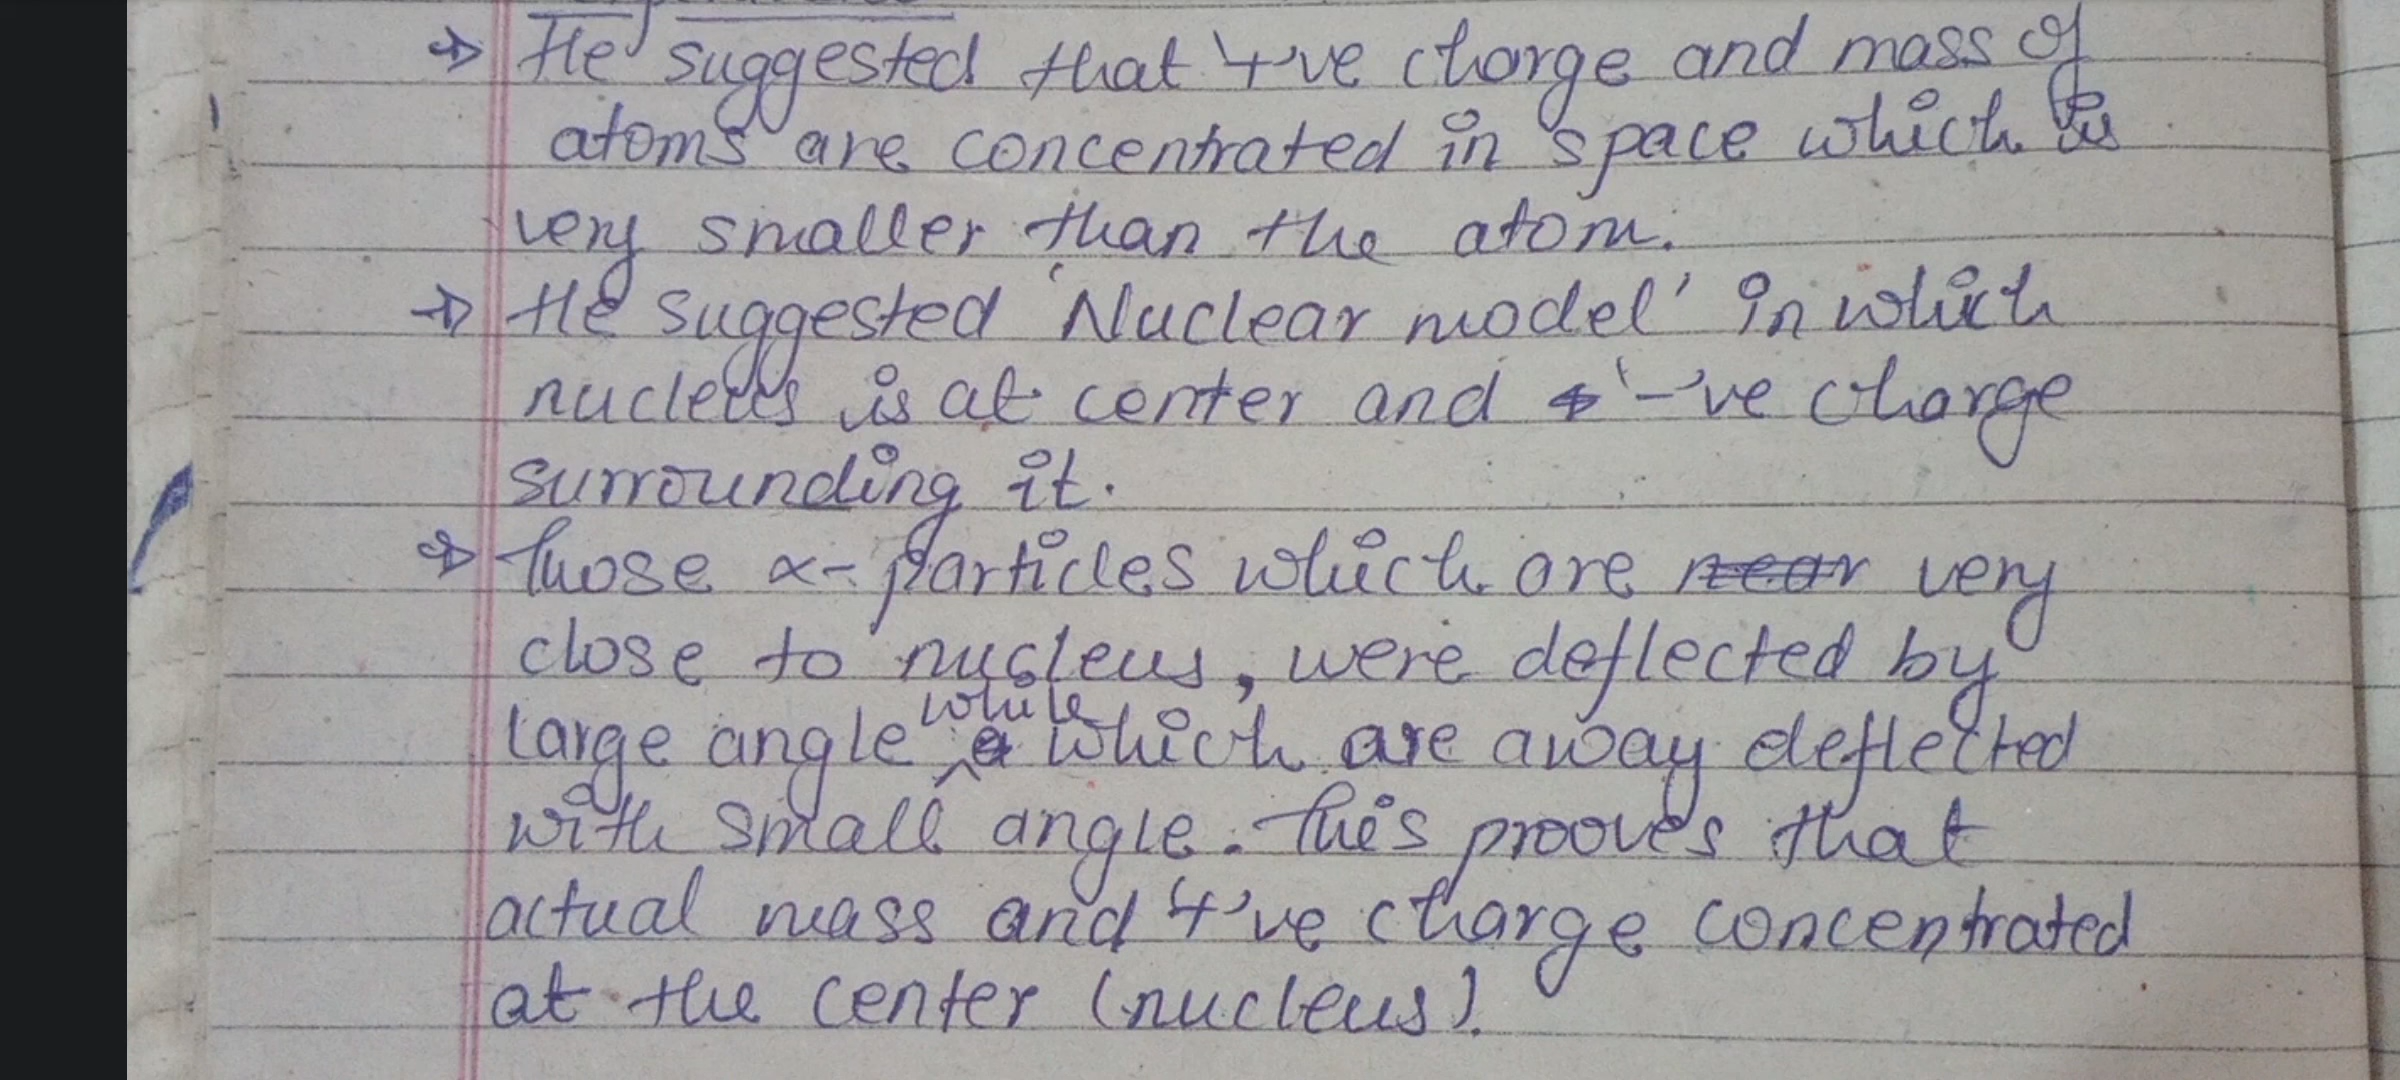 ⇒ He suggested that '+'ve charge and mass of
atoms are concentrated in space which is
very smaller than the atom.
⇒ He suggested 'Nuclear model' in which
nucleus is at center and '-'ve charge
surrounding it.
⇒ Those α-particles which are near very
close to nucleus, were deflected by
large angle while which are away deflected
with small angle. This prooves that
actual mass and '+'ve charge concentrated
at the center (nucleus).